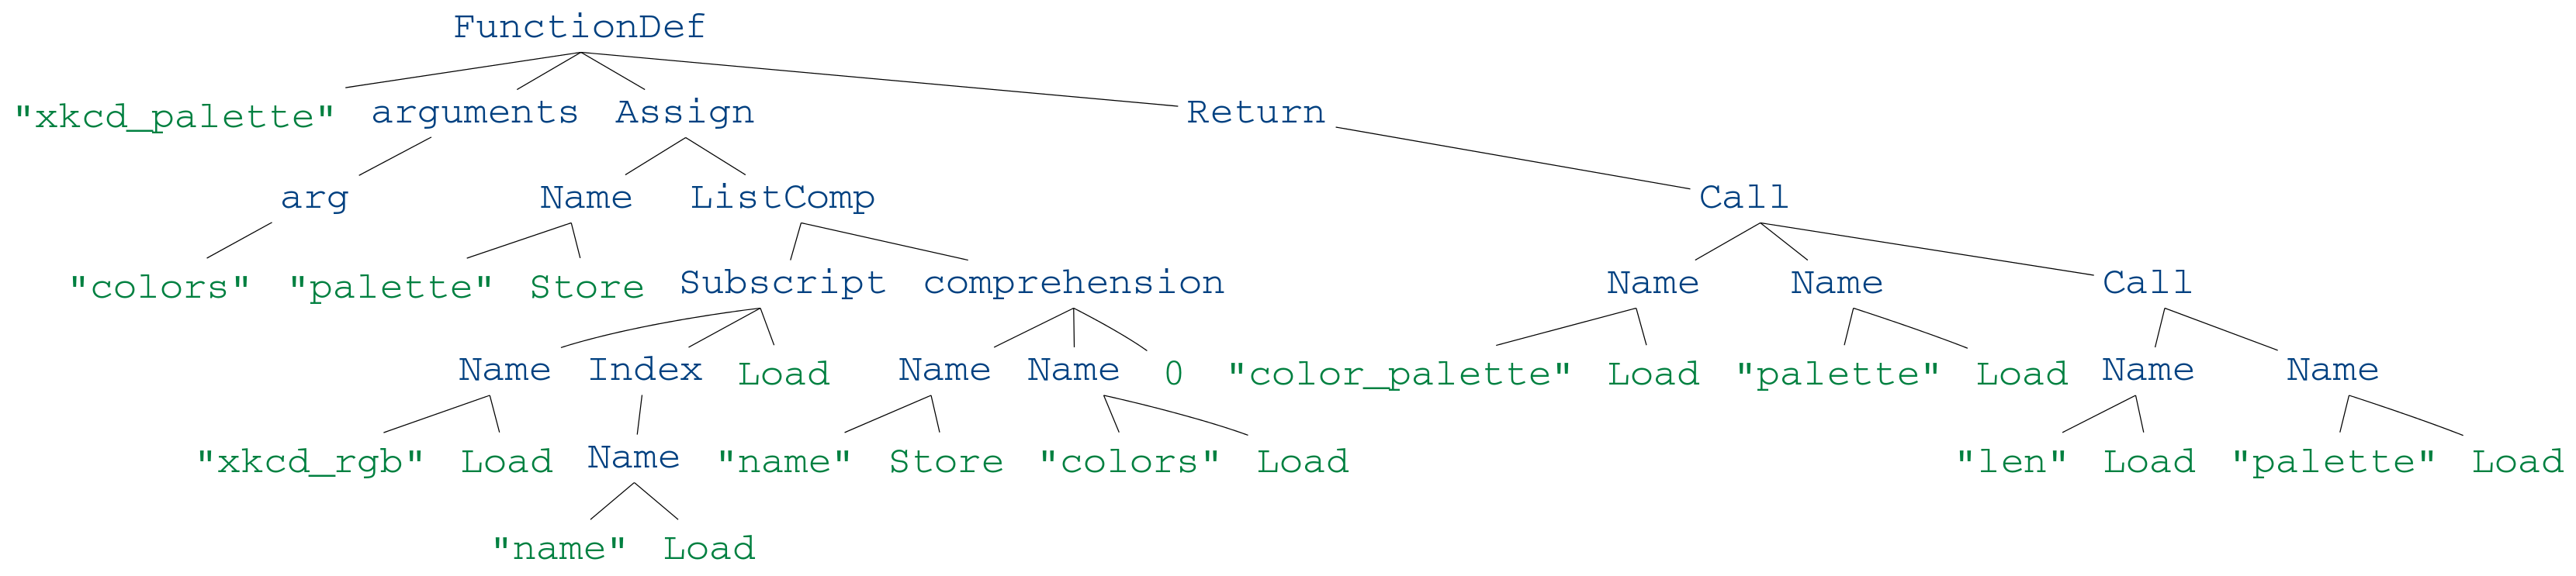 FunctionDef
"xkcd_palette" arguments Assign Return
arg Name ListComp Call
"colors" "palette" Store Subscript comprehension Name Name Call
Name Index Load Name Name 0 "color_palette" Load "palette" Load Name Name
"xkcd_rgb" Load Name "name" Store "colors" Load "len" Load "palette" Load
"name" Load